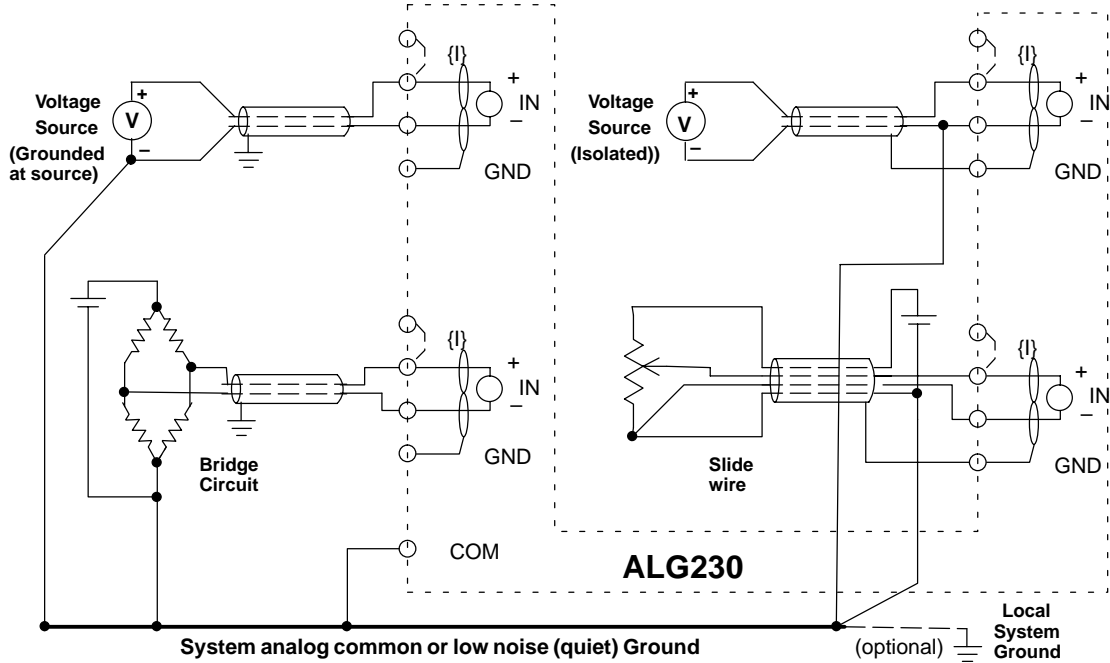 {I}
+
IN
−
GND
Voltage
Source
(Grounded
at source)
+
V
−
{I}
+
IN
−
GND
Voltage
Source
(Isolated))
+
V
−
{I}
+
IN
−
GND
Bridge
Circuit
{I}
+
IN
−
GND
Slide
wire
COM
ALG230
System analog common or low noise (quiet) Ground
(optional)
Local
System
Ground